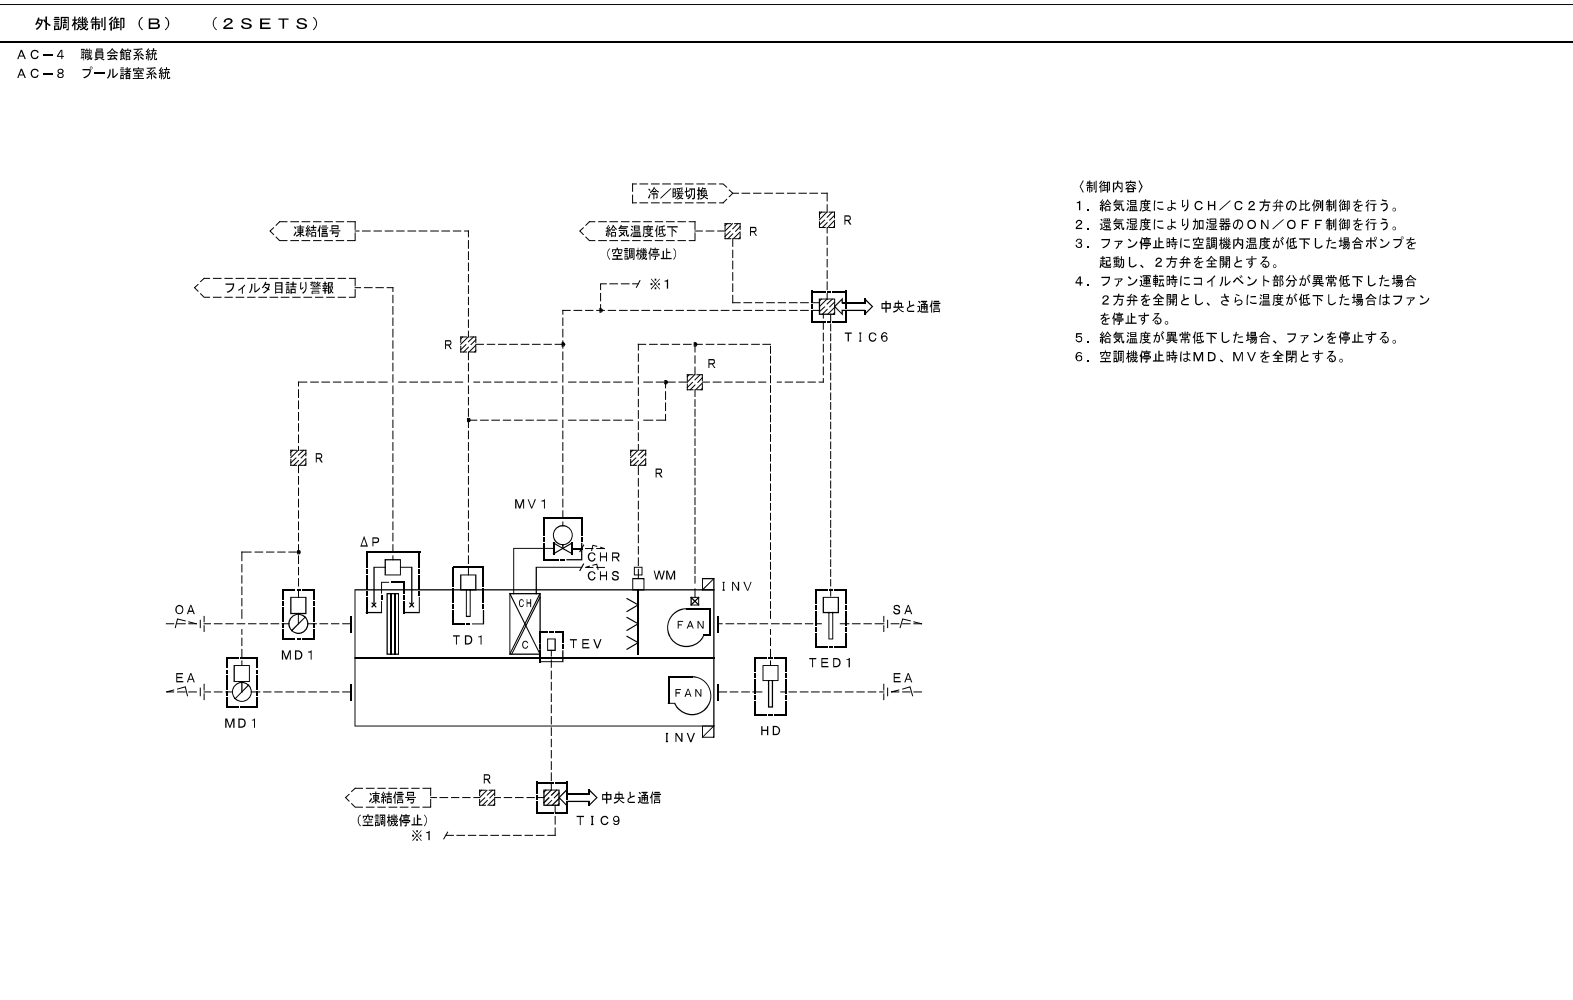 外調機制御（Ｂ）　（２ＳＥＴＳ）
ＡＣ－４　職員会館系統
ＡＣ－８　プール諸室系統
冷／暖切換
R
凍結信号
給気温度低下
R
(空調機停止)
フィルタ目詰り警報
※1
中央と通信
ＴＩＣ６
R
R
R
R
〈制御内容〉
１．給気温度によりＣＨ／Ｃ２方弁の比例制御を行う。
２．還気湿度により加湿器のＯＮ／ＯＦＦ制御を行う。
３．ファン停止時に空調機内温度が低下した場合ポンプを
起動し、２方弁を全開とする。
４．ファン運転時にコイルベント部分が異常低下した場合
２方弁を全開とし、さらに温度が低下した場合はファン
を停止する。
５．給気温度が異常低下した場合、ファンを停止する。
６．空調機停止時はＭＤ、ＭＶを全閉とする。
MV1
ΔP
CHR
CHS
WM
INV
OA
CH
FAN
SA
MD1
TD1
C
TEV
TED1
EA
FAN
EA
MD1
INV
HD
R
凍結信号
中央と通信
(空調機停止)
ＴＩＣ９
※1